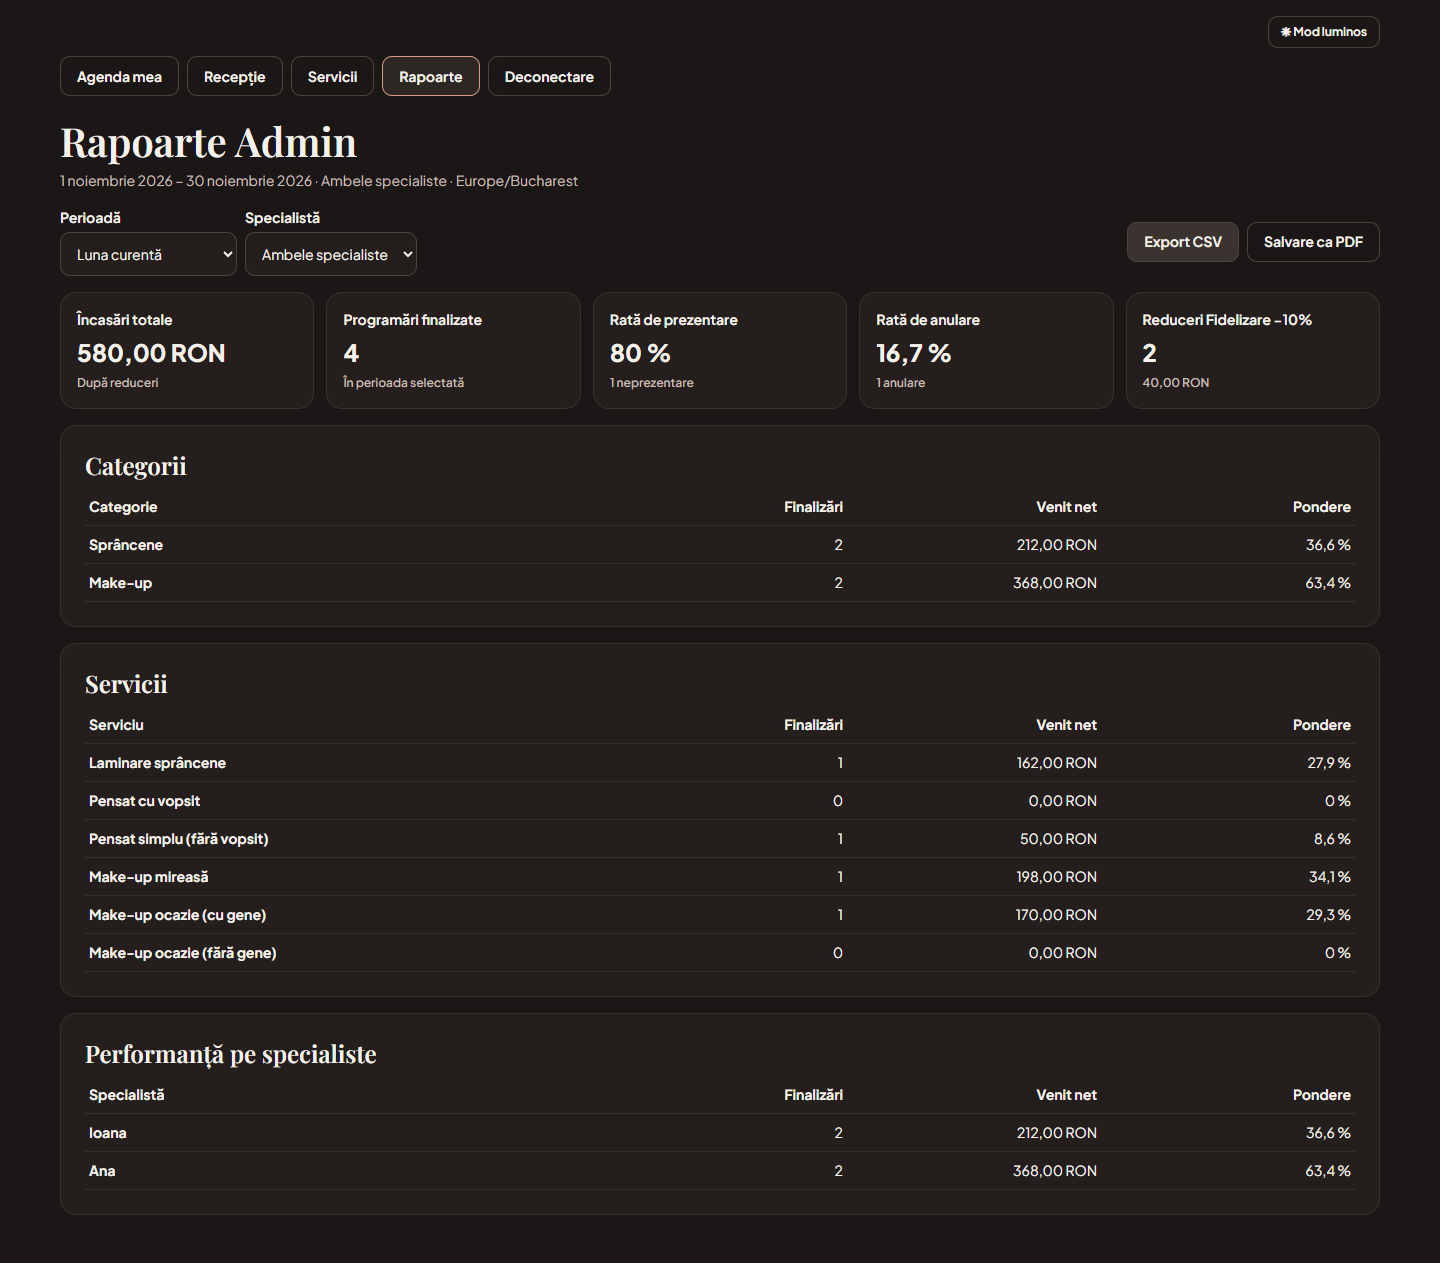 ❋ Mod luminos
Agenda mea Recepție Servicii Rapoarte Deconectare
Rapoarte Admin
1 noiembrie 2026 – 30 noiembrie 2026 · Ambele specialiste · Europe/Bucharest
Perioadă Specialistă
Luna curentă Ambele specialiste Export CSV Salvare ca PDF
Încasări totale Programări finalizate Rată de prezentare Rată de anulare Reduceri Fidelizare −10%
580,00 RON 4 80 % 16,7 % 2
După reduceri În perioada selectată 1 neprezentare 1 anulare 40,00 RON
Categorii
Categorie Finalizări Venit net Pondere
Sprâncene 2 212,00 RON 36,6 %
Make-up 2 368,00 RON 63,4 %
Servicii
Serviciu Finalizări Venit net Pondere
Laminare sprâncene 1 162,00 RON 27,9 %
Pensat cu vopsit 0 0,00 RON 0 %
Pensat simplu (fără vopsit) 1 50,00 RON 8,6 %
Make-up mireasă 1 198,00 RON 34,1 %
Make-up ocazie (cu gene) 1 170,00 RON 29,3 %
Make-up ocazie (fără gene) 0 0,00 RON 0 %
Performanță pe specialiste
Specialistă Finalizări Venit net Pondere
Ioana 2 212,00 RON 36,6 %
Ana 2 368,00 RON 63,4 %